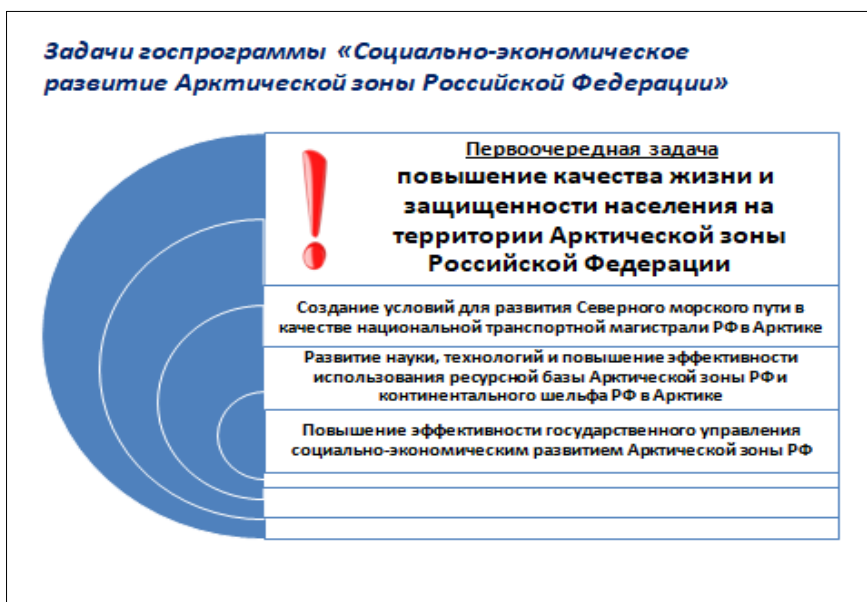 Задачи госпрограммы «Социально-экономическое
развитие Арктической зоны Российской Федерации»
Первоочередная задача
повышение качества жизни и
защищенности населения на
территории Арктической зоны
Российской Федерации
Создание условий для развития Северного морского пути в
качестве национальной транспортной магистрали РФ в Арктике
Развитие науки, технологий и повышение эффективности
использования ресурсной базы Арктической зоны РФ и
континентального шельфа РФ в Арктике
Повышение эффективности государственного управления
социально-экономическим развитием Арктической зоны РФ